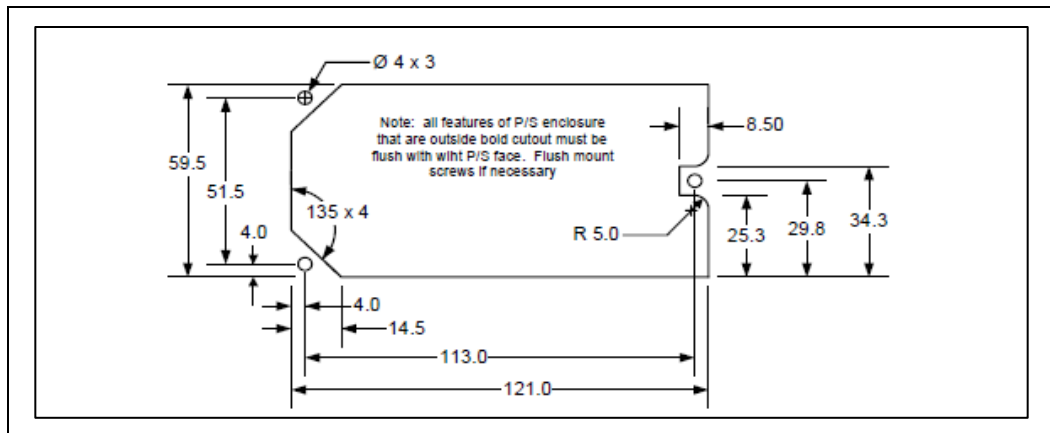 Ø 4 x 3
Note: all features of P/S enclosure
that are outside bold cutout must be
flush with wiht P/S face. Flush mount
screws if necessary
8.50
59.5
51.5
135 x 4
4.0
R 5.0
25.3
29.8
34.3
4.0
14.5
113.0
121.0